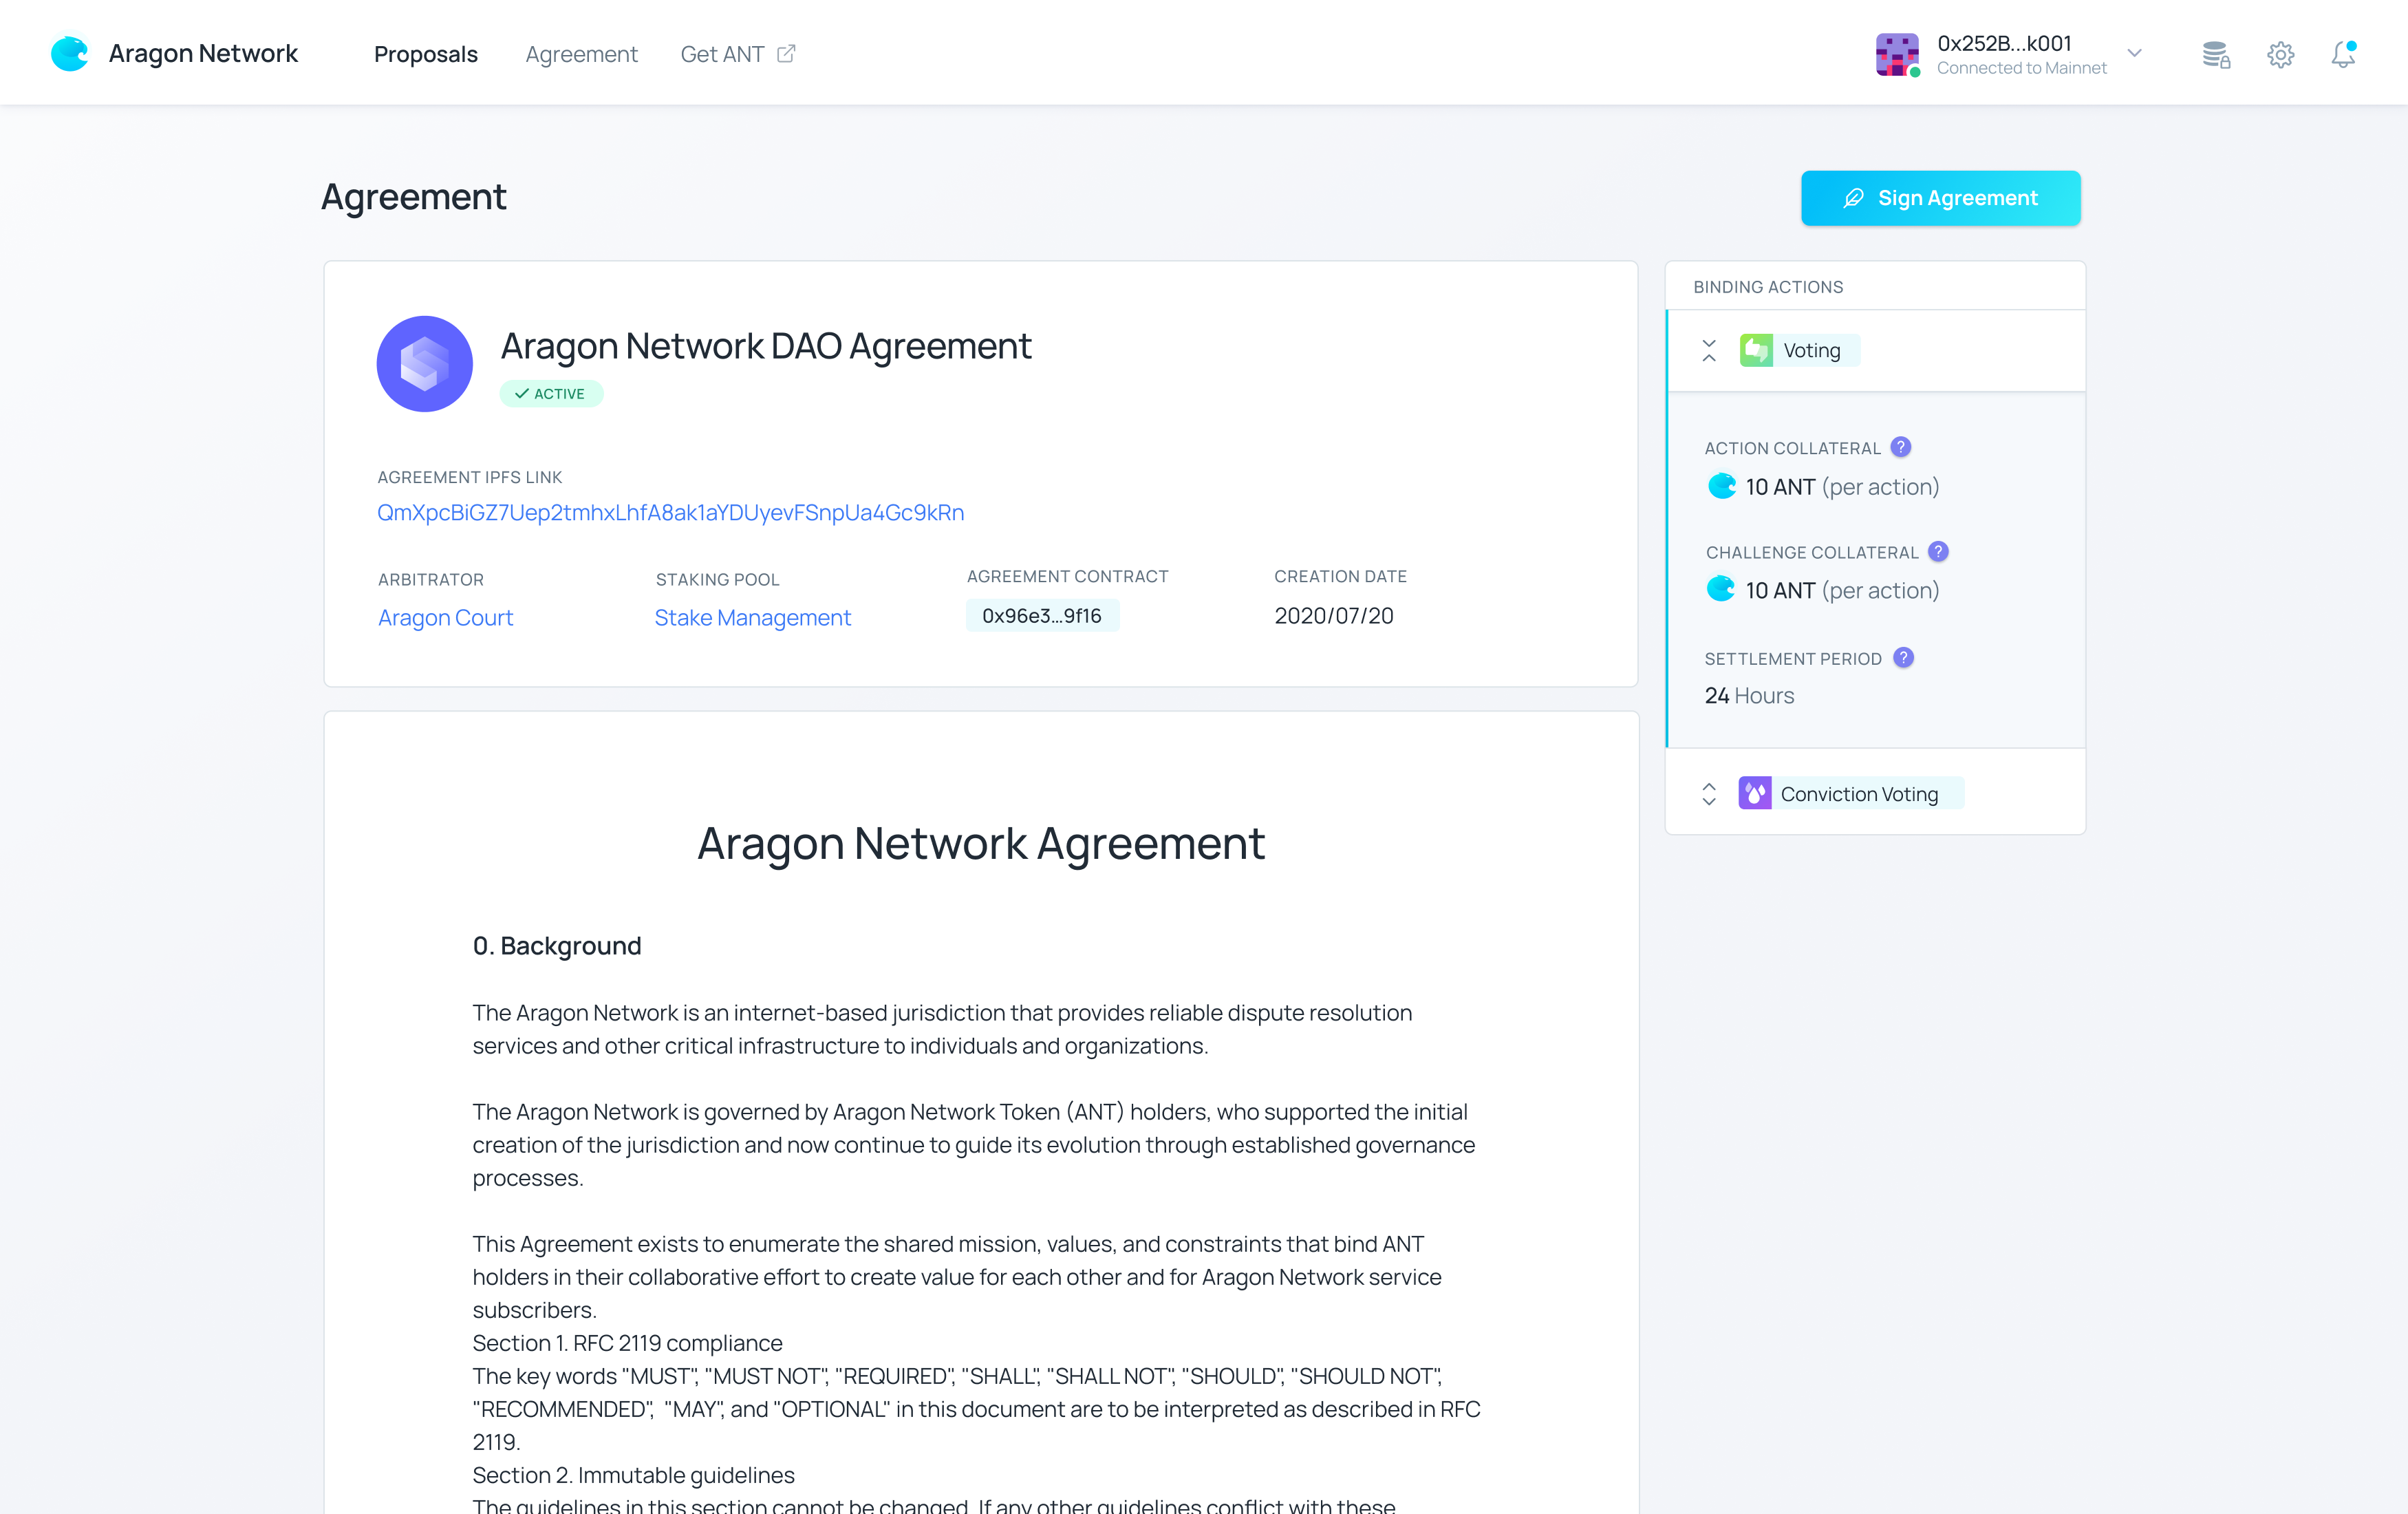 Aragon Network
Proposals
Agreement
Get ANT
0x252B...k001
Connected to Mainnet
Agreement
Sign Agreement
Aragon Network DAO Agreement
ACTIVE
AGREEMENT IPFS LINK
QmXpcBiGZ7Uep2tmhxLhfA8ak1aYDUyevFSnpUa4Gc9kRn
ARBITRATOR
Aragon Court
STAKING POOL
Stake Management
AGREEMENT CONTRACT
0x96e3...9f16
CREATION DATE
2020/07/20
BINDING ACTIONS
Voting
ACTION COLLATERAL ?
10 ANT (per action)
CHALLENGE COLLATERAL ?
10 ANT (per action)
SETTLEMENT PERIOD ?
24 Hours
Conviction Voting
Aragon Network Agreement
0. Background
The Aragon Network is an internet-based jurisdiction that provides reliable dispute resolution
services and other critical infrastructure to individuals and organizations.
The Aragon Network is governed by Aragon Network Token (ANT) holders, who supported the initial
creation of the jurisdiction and now continue to guide its evolution through established governance
processes.
This Agreement exists to enumerate the shared mission, values, and constraints that bind ANT
holders in their collaborative effort to create value for each other and for Aragon Network service
subscribers.
Section 1. RFC 2119 compliance
The key words "MUST", "MUST NOT", "REQUIRED", "SHALL", "SHALL NOT", "SHOULD", "SHOULD NOT",
"RECOMMENDED",  "MAY", and "OPTIONAL" in this document are to be interpreted as described in RFC
2119.
Section 2. Immutable guidelines
The guidelines in this section cannot be changed. If any other guidelines conflict with these